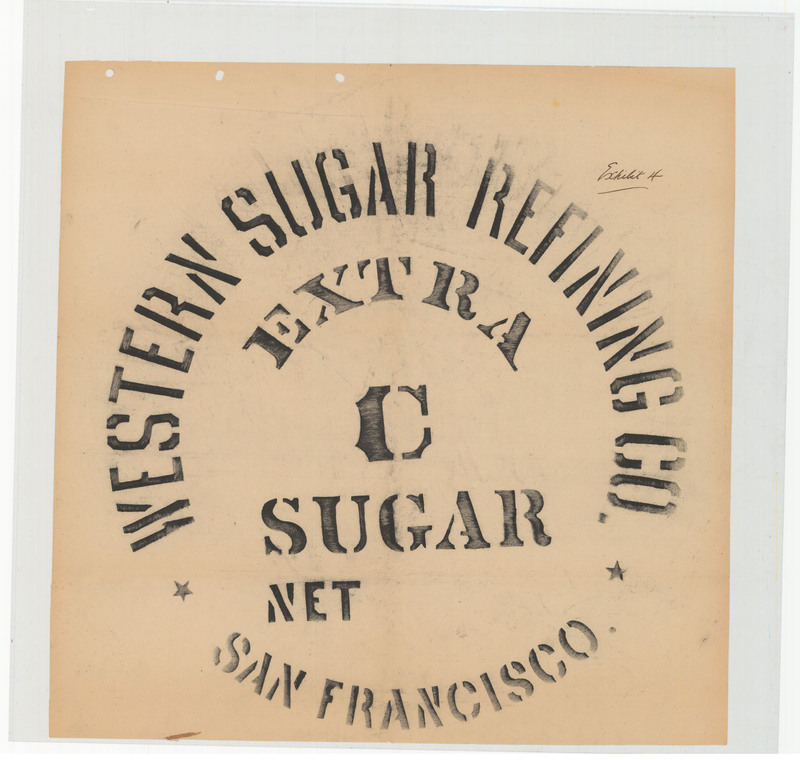 Exhibit 4
WESTERN SUGAR REFINING CO.
EXTRA
C
SUGAR
NET
SAN FRANCISCO.